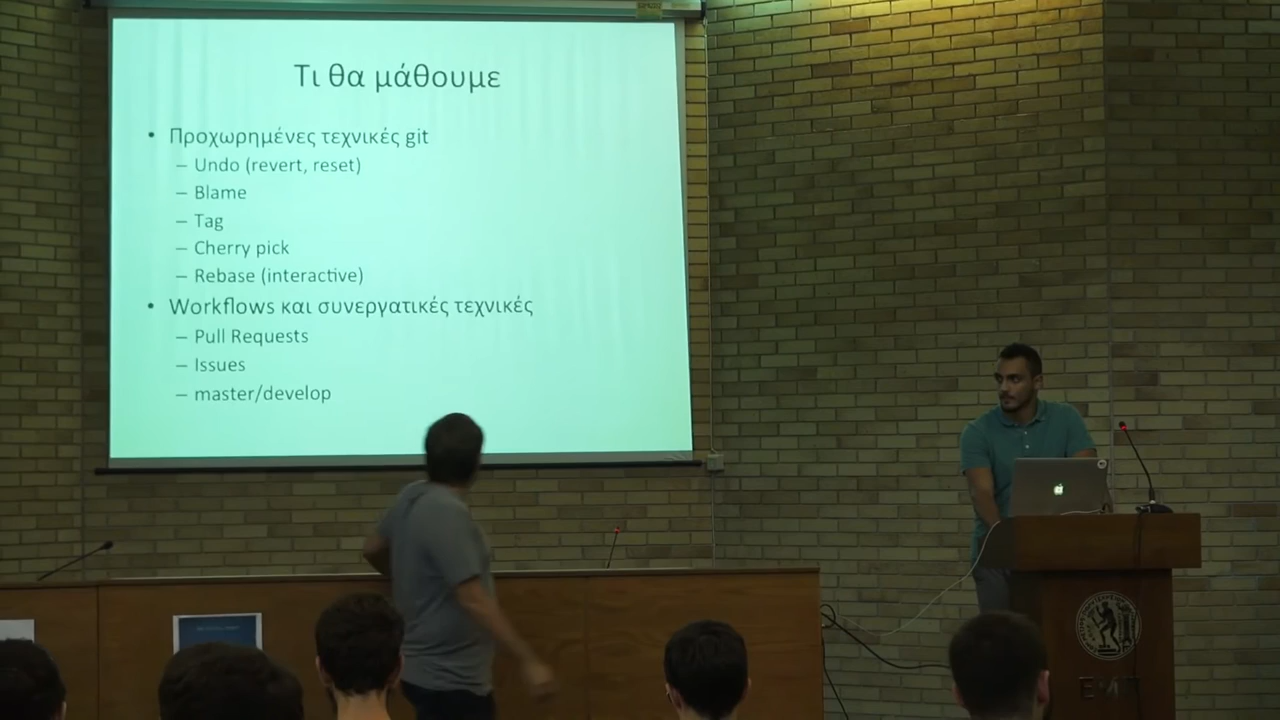 Τι θα μάθουμε
• Προχωρημένες τεχνικές git
– Undo (revert, reset)
– Blame
– Tag
– Cherry pick
– Rebase (interactive)
• Workflows και συνεργατικές τεχνικές
– Pull Requests
– Issues
– master/develop
ΕΜΠ